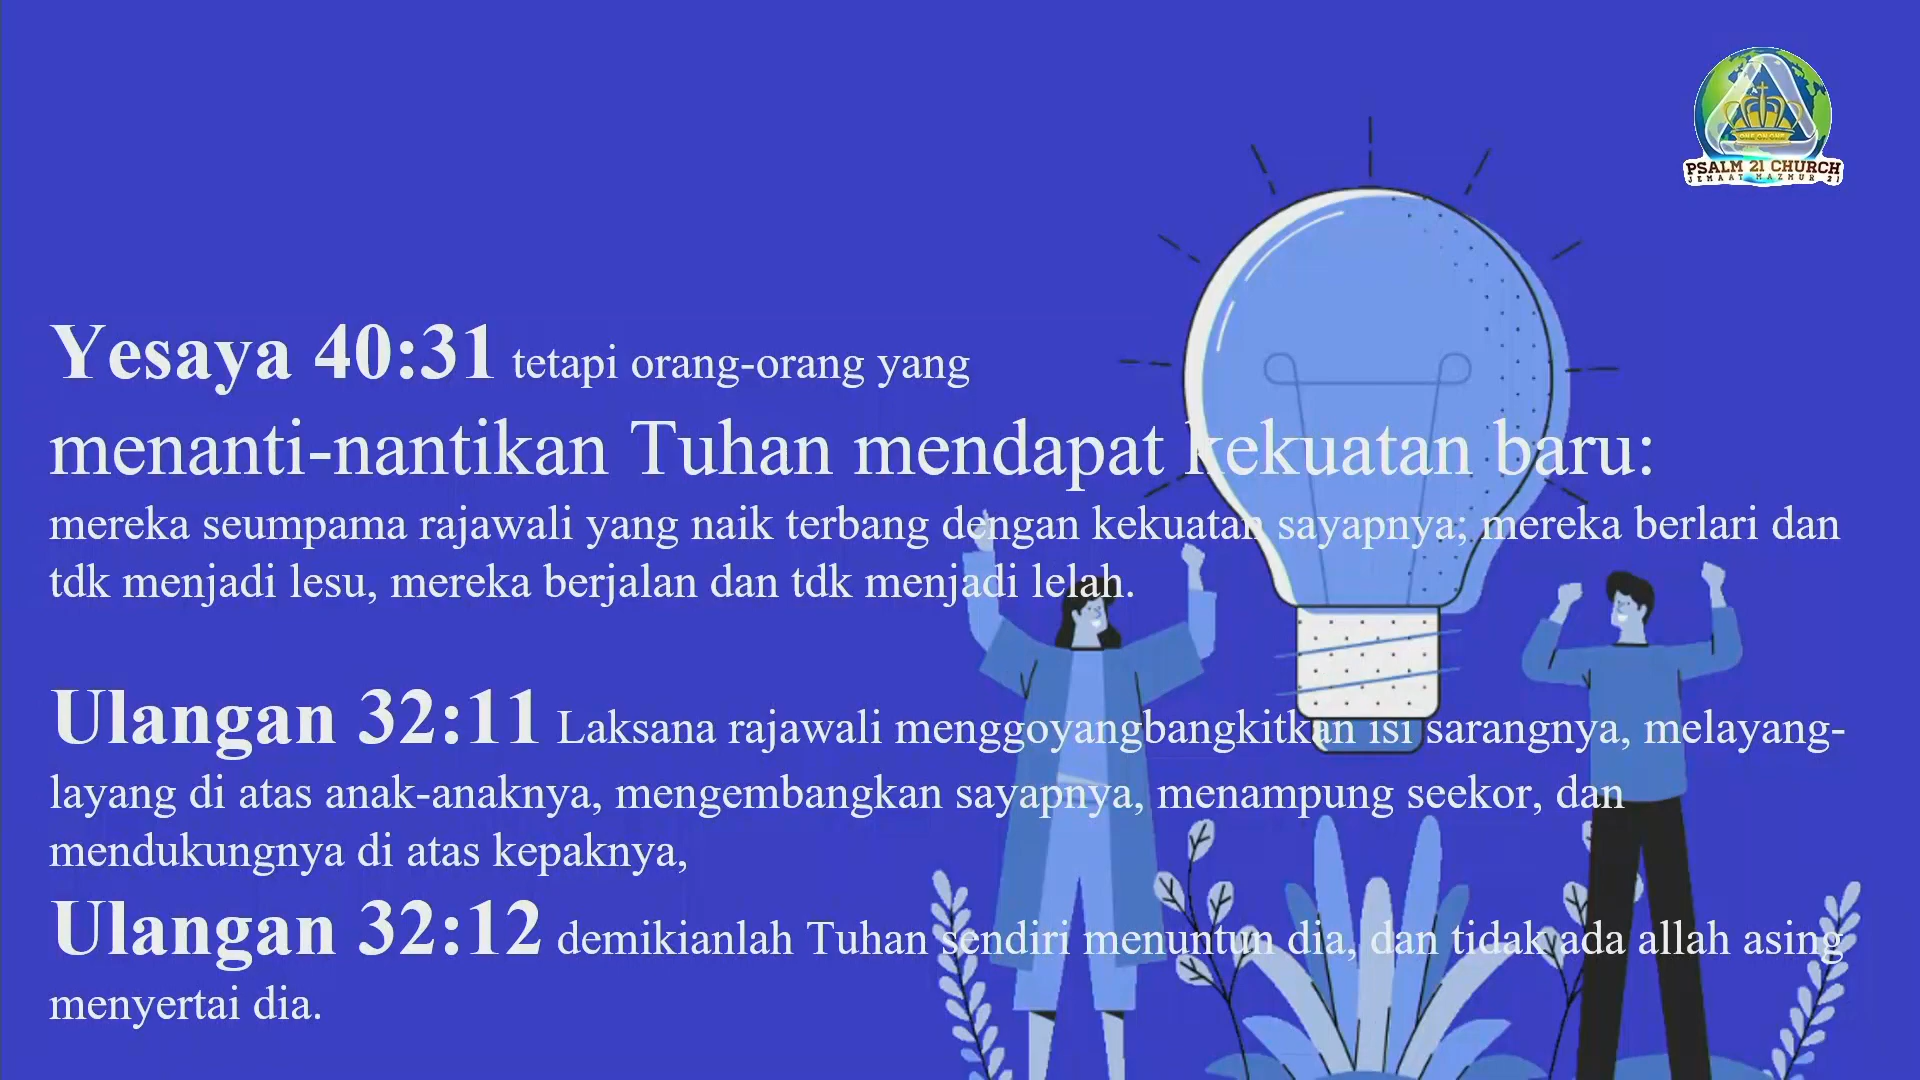 PSALM 21 CHURCH
JEMAAT MAZMUR 21
Yesaya 40:31 tetapi orang-orang yang
menanti-nantikan Tuhan mendapat kekuatan baru:
mereka seumpama rajawali yang naik terbang dengan kekuatan sayapnya; mereka berlari dan
tdk menjadi lesu, mereka berjalan dan tdk menjadi lelah.
Ulangan 32:11 Laksana rajawali menggoyangbangkitkan isi sarangnya, melayang-
layang di atas anak-anaknya, mengembangkan sayapnya, menampung seekor, dan
mendukungnya di atas kepaknya,
Ulangan 32:12 demikianlah Tuhan sendiri menuntun dia, dan tidak ada allah asing
menyertai dia.